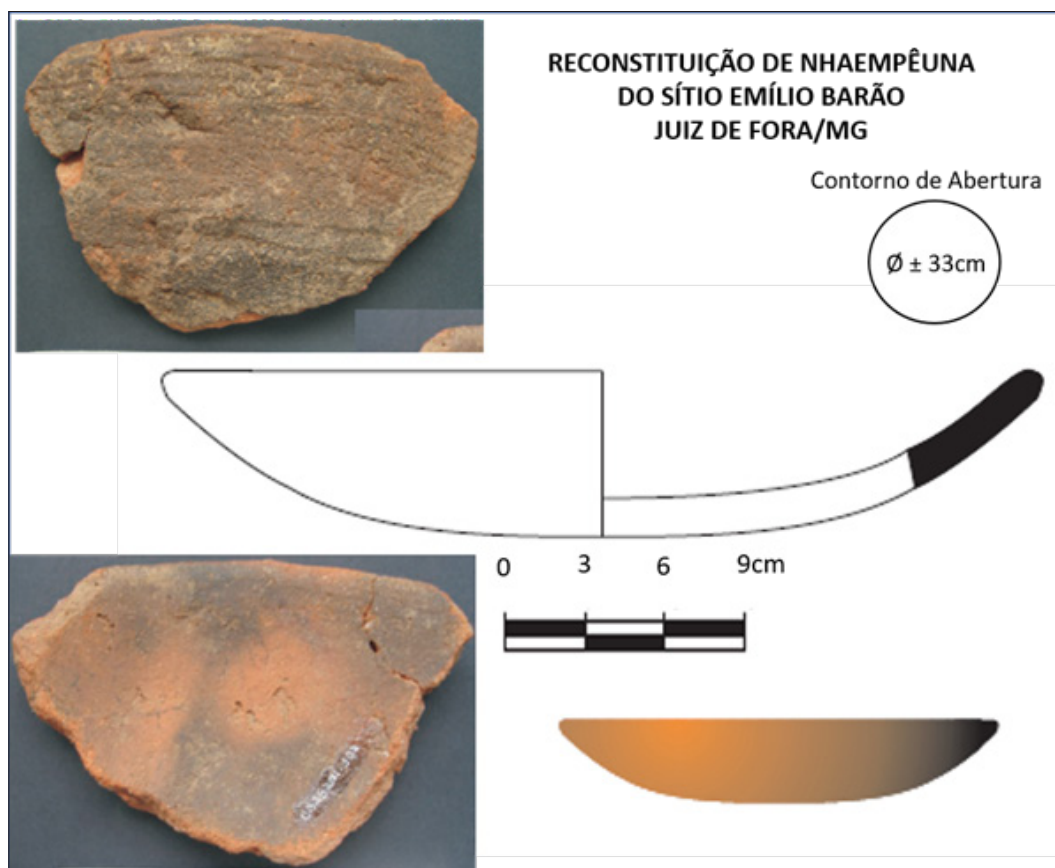 RECONSTITUIÇÃO DE NHAEMPÊUNA
DO SÍTIO EMÍLIO BARÃO
JUIZ DE FORA/MG
Contorno de Abertura
Ø ± 33cm
0 3 6 9cm